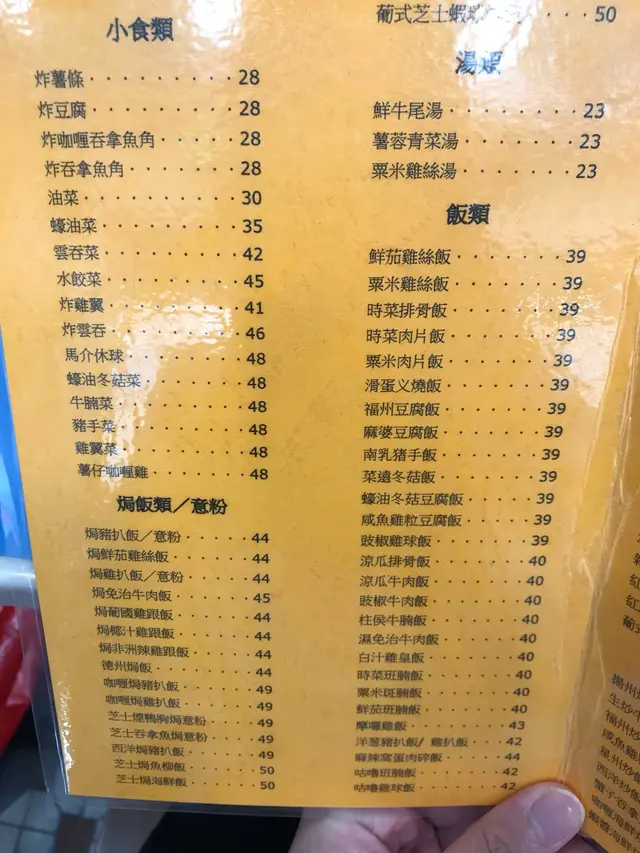 小食類
炸薯條 28
炸豆腐 28
炸咖喱吞拿魚角 28
炸吞拿魚角 28
油菜 30
蠔油菜 35
雲吞菜 42
水餃菜 45
炸雞翼 41
炸雲吞 46
馬介休球 48
蠔油冬菇菜 48
牛腩菜 48
豬手菜 48
雞翼菜 48
薯仔咖喱雞 48
焗飯類／意粉
焗豬扒飯／意粉 44
焗鮮茄雞絲飯 44
焗雞扒飯／意粉 44
焗免治牛肉飯 45
焗葡國雞跟飯 44
焗椰汁雞跟飯 44
焗非洲辣雞跟飯 44
德州焗飯 44
咖喱焗豬扒飯 49
咖喱焗雞扒飯 49
芝士煙鴨胸焗意粉 49
芝士吞拿魚焗意粉 49
西洋焗豬扒飯 49
芝士焗魚柳飯 50
芝士焗海鮮飯 50
葡式芝士蝦 50
湯類
鮮牛尾湯 23
薯蓉青菜湯 23
粟米雞絲湯 23
飯類
鮮茄雞絲飯 39
粟米雞絲飯 39
時菜排骨飯 39
時菜肉片飯 39
粟米肉片飯 39
滑蛋义燒飯 39
福州豆腐飯 39
麻婆豆腐飯 39
南乳猪手飯 39
菜遠冬菇飯 39
蠔油冬菇豆腐飯 39
咸魚雞粒豆腐飯 39
豉椒雞球飯 39
涼瓜排骨飯 40
涼瓜牛肉飯 40
豉椒牛肉飯 40
柱侯牛腩飯 40
濕免治牛肉飯 40
白汁雞皇飯 40
時菜班腩飯 40
粟米斑腩飯 40
鮮茄班腩飯 40
摩囉雞飯 43
洋葱豬扒飯/ 雞扒飯 42
麻辣窩蛋肉碎飯 44
咕嚕班腩飯 42
咕嚕雞球飯 42